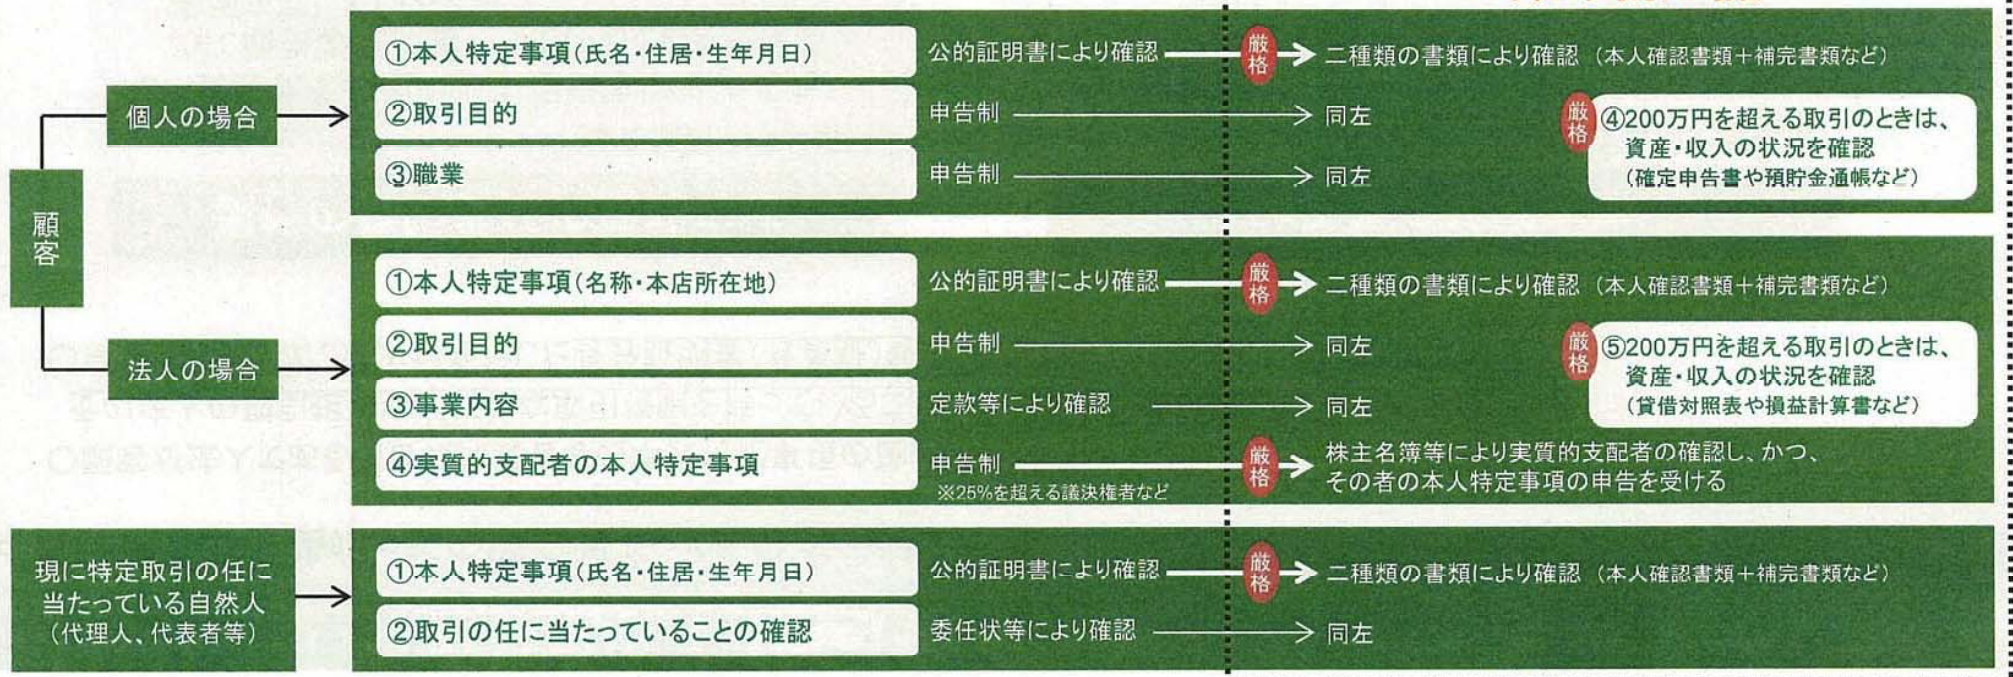 顧客
個人の場合
①本人特定事項(氏名・住居・生年月日)
公的証明書により確認
厳格
二種類の書類により確認 (本人確認書類+補完書類など)
②取引目的
申告制
同左
③職業
申告制
同左
厳格
④200万円を超える取引のときは、
資産・収入の状況を確認
(確定申告書や預貯金通帳など)
法人の場合
①本人特定事項(名称・本店所在地)
公的証明書により確認
厳格
二種類の書類により確認 (本人確認書類+補完書類など)
②取引目的
申告制
同左
③事業内容
定款等により確認
同左
厳格
⑤200万円を超える取引のときは、
資産・収入の状況を確認
(貸借対照表や損益計算書など)
④実質的支配者の本人特定事項
申告制
※25%を超える議決権者など
厳格
株主名簿等により実質的支配者の確認し、かつ、
その者の本人特定事項の申告を受ける
現に特定取引の任に
当たっている自然人
(代理人、代表者等)
①本人特定事項(氏名・住居・生年月日)
公的証明書により確認
厳格
二種類の書類により確認 (本人確認書類+補完書類など)
②取引の任に当たっていることの確認
委任状等により確認
同左